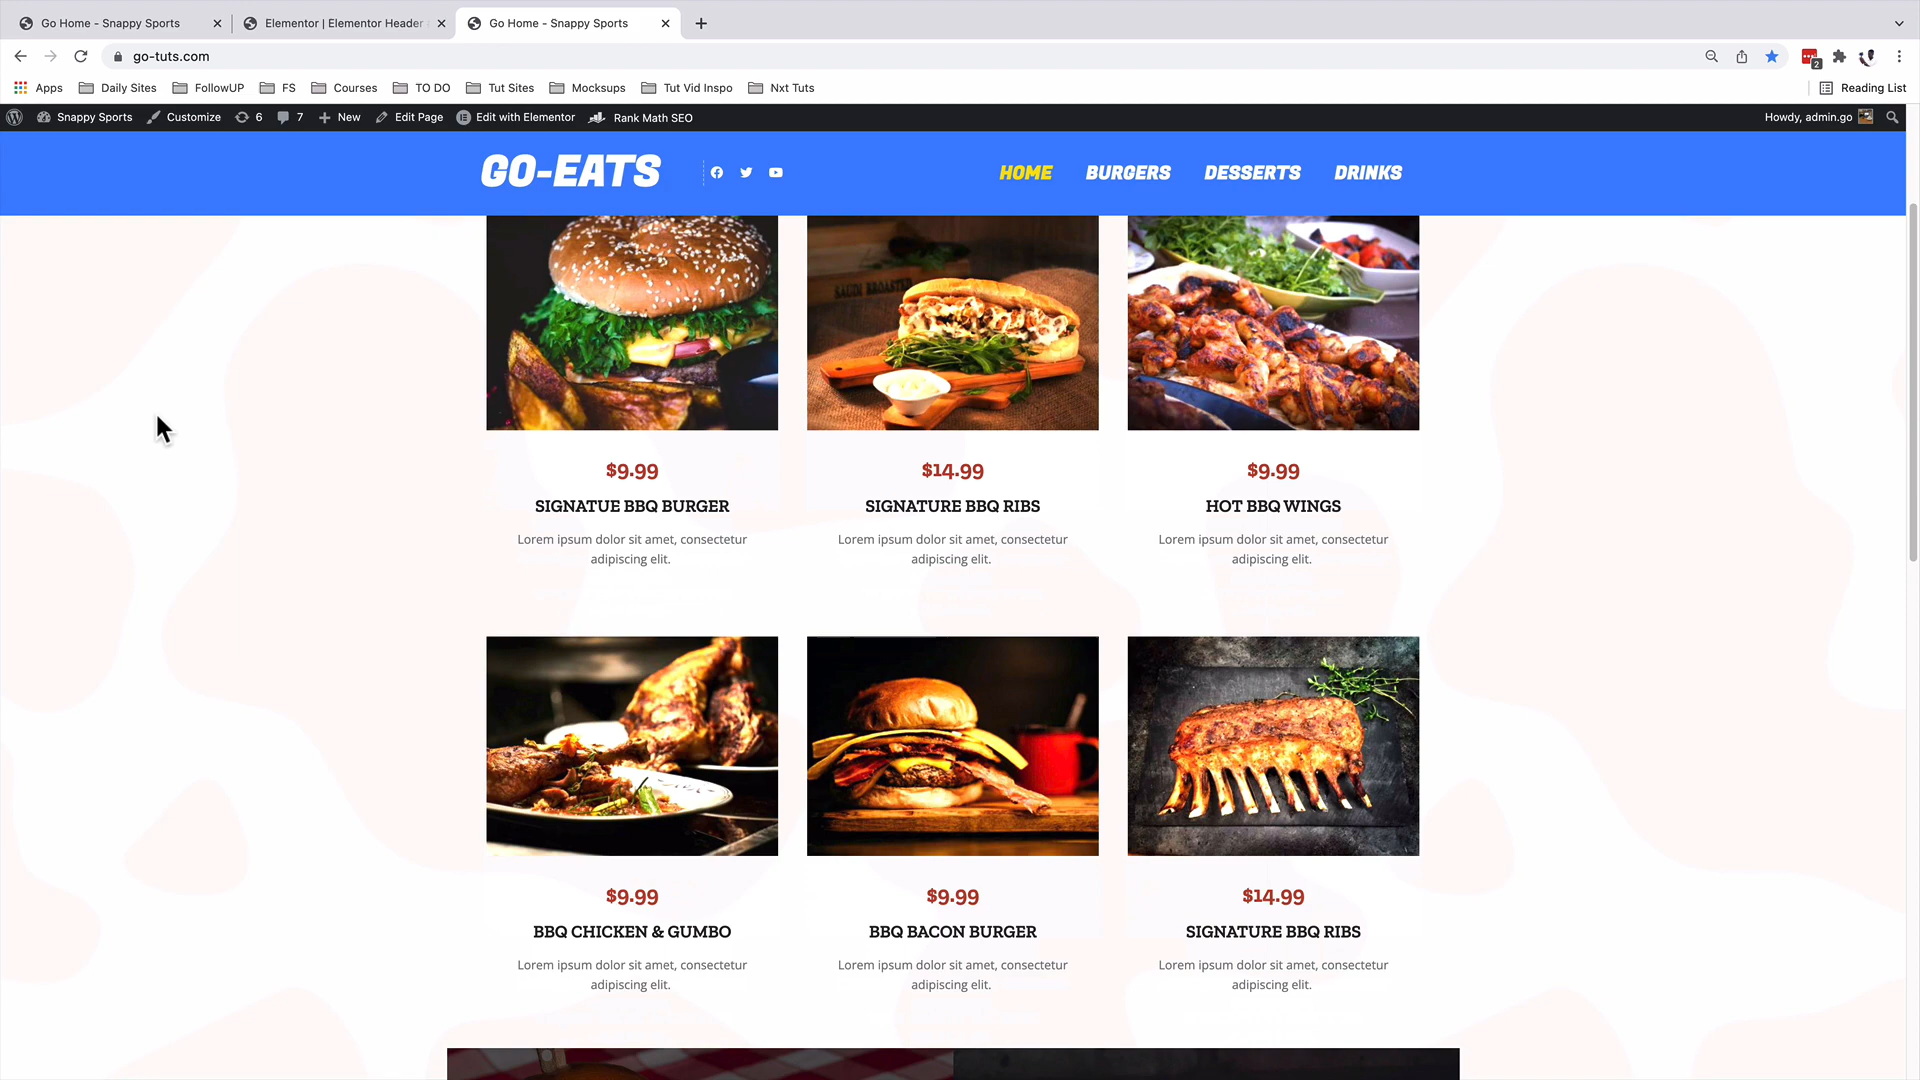 Go Home - Snappy Sports
Elementor | Elementor Header
Go Home - Snappy Sports
go-tuts.com
2
Apps
Daily Sites
FollowUP
FS
Courses
TO DO
Tut Sites
Mocksups
Tut Vid Inspo
Nxt Tuts
Reading List
Snappy Sports
Customize
6
7
New
Edit Page
Edit with Elementor
Rank Math SEO
Howdy, admin.go
GO-EATS
HOME
BURGERS
DESSERTS
DRINKS
SAUDI BROASTED
$9.99
$14.99
$9.99
SIGNATUE BBQ BURGER
SIGNATURE BBQ RIBS
HOT BBQ WINGS
Lorem ipsum dolor sit amet, consectetur
adipiscing elit.
Lorem ipsum dolor sit amet, consectetur
adipiscing elit.
Lorem ipsum dolor sit amet, consectetur
adipiscing elit.
$9.99
$9.99
$14.99
BBQ CHICKEN & GUMBO
BBQ BACON BURGER
SIGNATURE BBQ RIBS
Lorem ipsum dolor sit amet, consectetur
adipiscing elit.
Lorem ipsum dolor sit amet, consectetur
adipiscing elit.
Lorem ipsum dolor sit amet, consectetur
adipiscing elit.